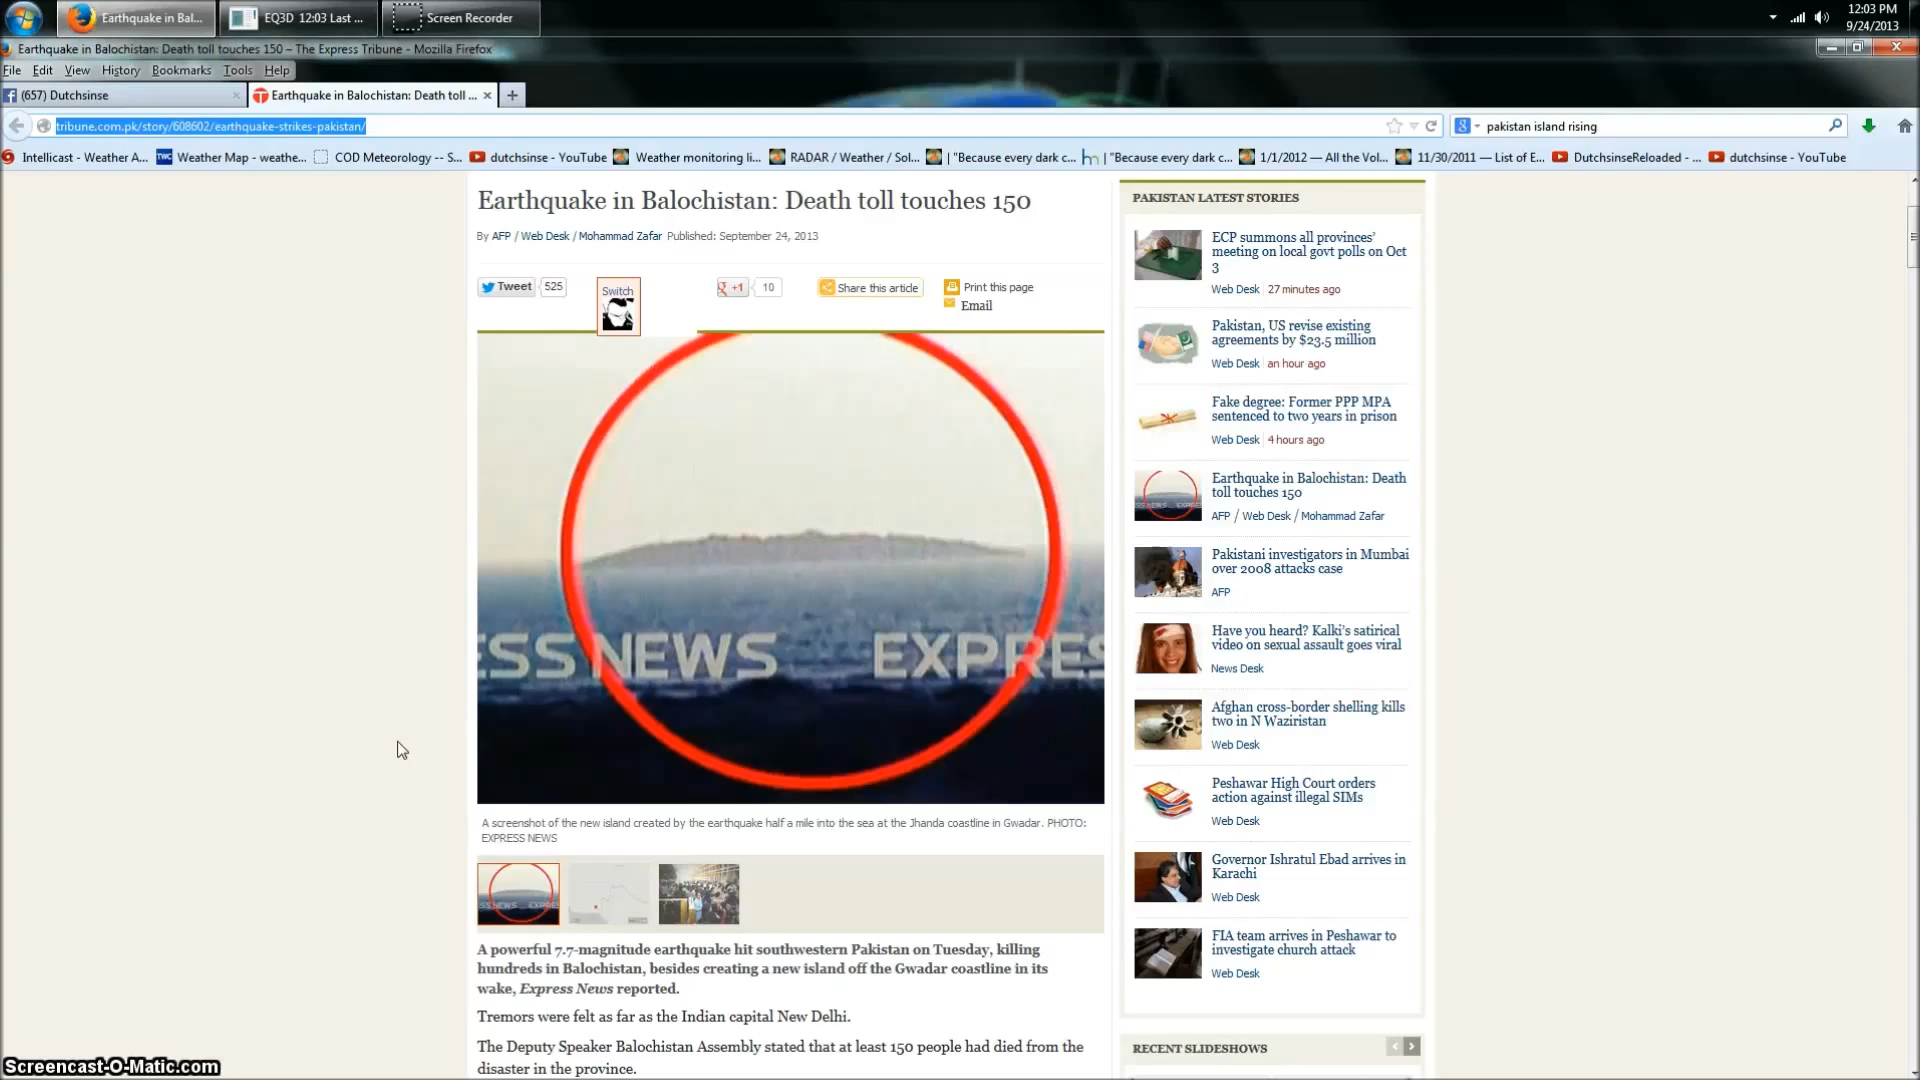 Earthquake in Bal...
EQ3D 12:03 Last ...
Screen Recorder
12:03 PM
9/24/2013
Earthquake in Balochistan: Death toll touches 150 – The Express Tribune - Mozilla Firefox
File Edit View History Bookmarks Tools Help
(657) Dutchsinse
Earthquake in Balochistan: Death toll ...
tribune.com.pk/story/608602/earthquake-strikes-pakistan/
pakistan island rising
Intellicast - Weather A...
Weather Map - weathe...
COD Meteorology -- S...
dutchsinse - YouTube
Weather monitoring li...
RADAR / Weather / Sol...
| "Because every dark c...
| "Because every dark c...
1/1/2012 — All the Vol...
11/30/2011 — List of E...
DutchsinseReloaded - ...
dutchsinse - YouTube
Earthquake in Balochistan: Death toll touches 150
By AFP / Web Desk / Mohammad Zafar Published: September 24, 2013
Tweet 525
Switch
+1 10
Share this article
Print this page
Email
ESS NEWS EXPRES
A screenshot of the new island created by the earthquake half a mile into the sea at the Jhanda coastline in Gwadar. PHOTO:
EXPRESS NEWS
A powerful 7.7-magnitude earthquake hit southwestern Pakistan on Tuesday, killing
hundreds in Balochistan, besides creating a new island off the Gwadar coastline in its
wake, Express News reported.
Tremors were felt as far as the Indian capital New Delhi.
The Deputy Speaker Balochistan Assembly stated that at least 150 people had died from the
disaster in the province.
PAKISTAN LATEST STORIES
ECP summons all provinces'
meeting on local govt polls on Oct
3
Web Desk 27 minutes ago
Pakistan, US revise existing
agreements by $23.5 million
Web Desk an hour ago
Fake degree: Former PPP MPA
sentenced to two years in prison
Web Desk 4 hours ago
Earthquake in Balochistan: Death
toll touches 150
AFP / Web Desk / Mohammad Zafar
Pakistani investigators in Mumbai
over 2008 attacks case
AFP
Have you heard? Kalki's satirical
video on sexual assault goes viral
News Desk
Afghan cross-border shelling kills
two in N Waziristan
Web Desk
Peshawar High Court orders
action against illegal SIMs
Web Desk
Governor Ishratul Ebad arrives in
Karachi
Web Desk
FIA team arrives in Peshawar to
investigate church attack
Web Desk
RECENT SLIDESHOWS
Screencast-O-Matic.com